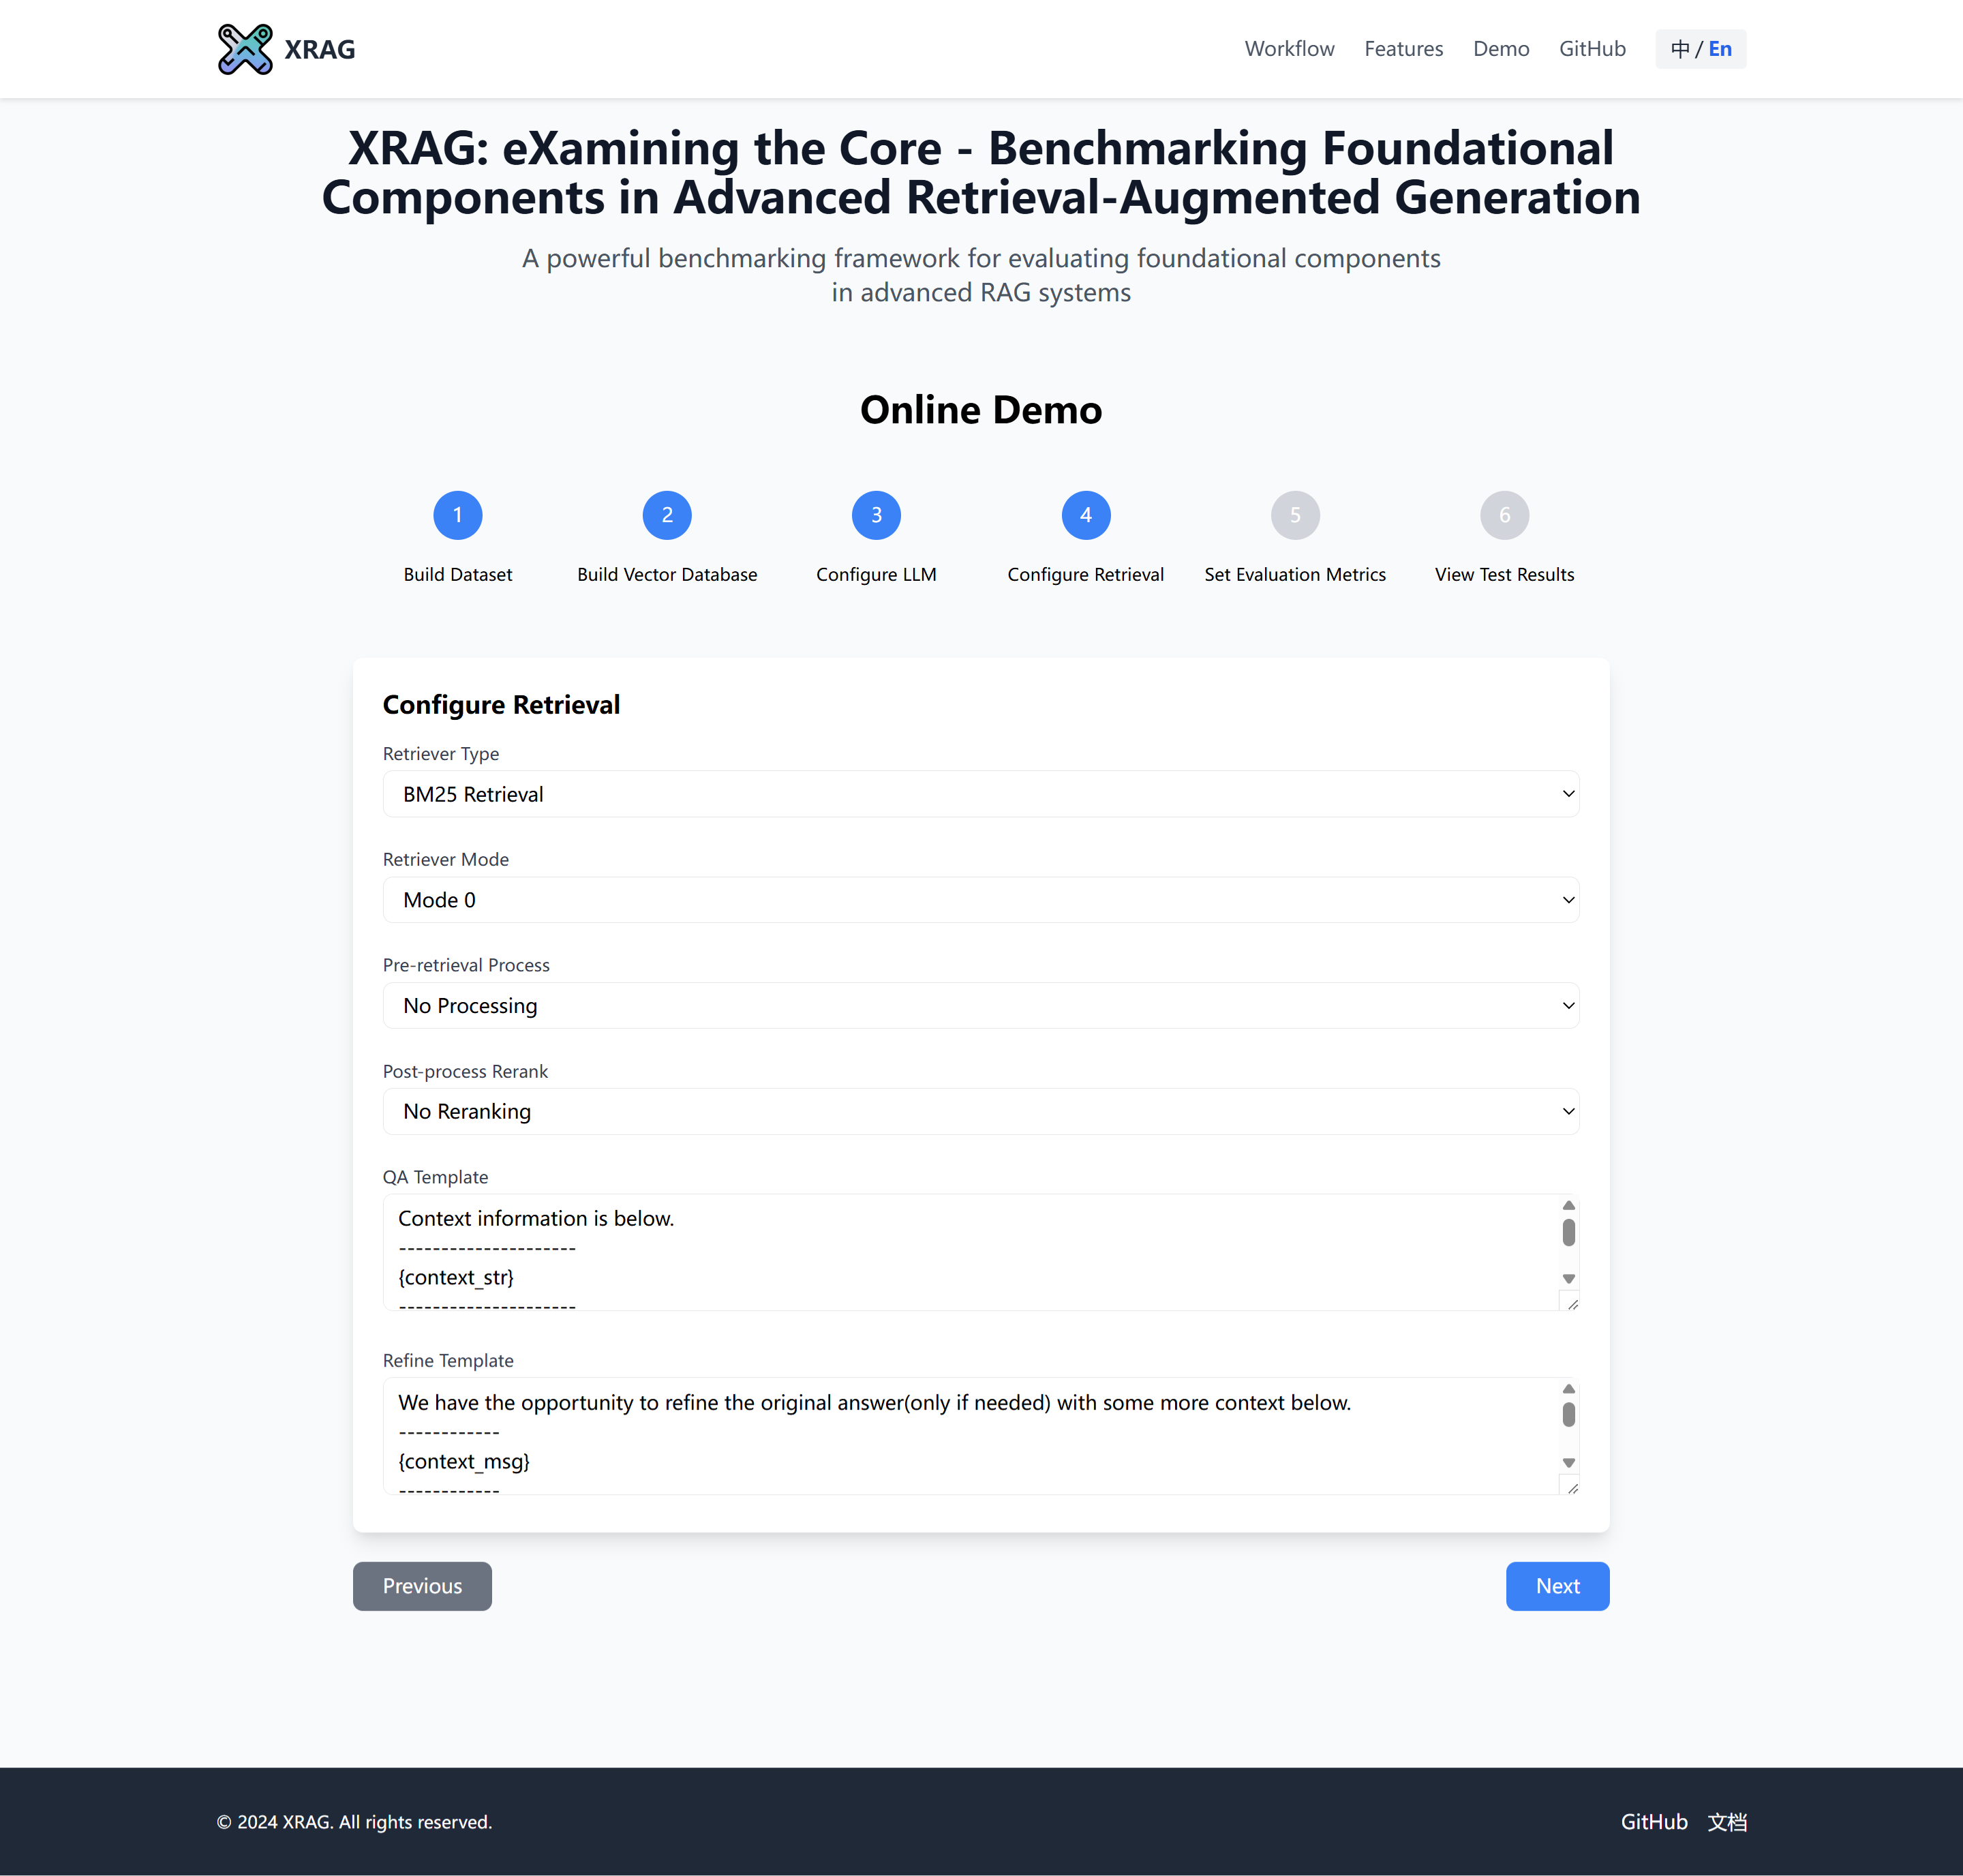 XRAG
Workflow Features Demo GitHub 中 / En
XRAG: eXamining the Core - Benchmarking Foundational
Components in Advanced Retrieval-Augmented Generation
A powerful benchmarking framework for evaluating foundational components
in advanced RAG systems
Online Demo
1 2 3 4 5 6
Build Dataset Build Vector Database Configure LLM Configure Retrieval Set Evaluation Metrics View Test Results
Configure Retrieval
Retriever Type
BM25 Retrieval
Retriever Mode
Mode 0
Pre-retrieval Process
No Processing
Post-process Rerank
No Reranking
QA Template
Context information is below.
---------------------
{context_str}
---------------------
Refine Template
We have the opportunity to refine the original answer(only if needed) with some more context below.
------------
{context_msg}
------------
Previous Next
© 2024 XRAG. All rights reserved.
GitHub 文档